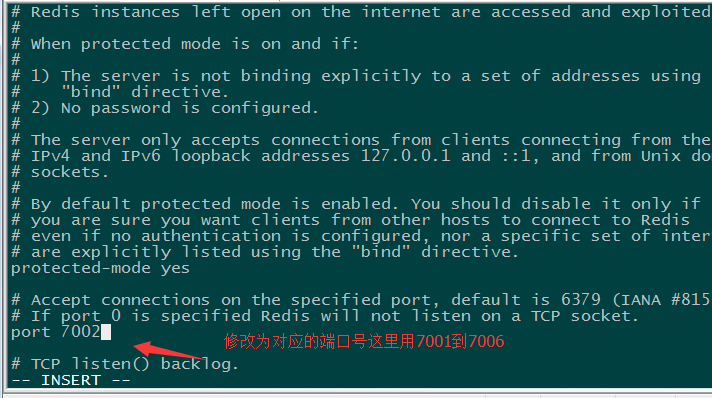 # Redis instances left open on the internet are accessed and exploited
#
# When protected mode is on and if:
#
# 1) The server is not binding explicitly to a set of addresses using
#    "bind" directive.
# 2) No password is configured.
#
# The server only accepts connections from clients connecting from the
# IPv4 and IPv6 loopback addresses 127.0.0.1 and ::1, and from Unix do
# sockets.
#
# By default protected mode is enabled. You should disable it only if
# you are sure you want clients from other hosts to connect to Redis
# even if no authentication is configured, nor a specific set of inter
# are explicitly listed using the "bind" directive.
protected-mode yes
# Accept connections on the specified port, default is 6379 (IANA #815
# If port 0 is specified Redis will not listen on a TCP socket.
port 7002
修改为对应的端口号这里用7001到7006
# TCP listen() backlog.
-- INSERT --